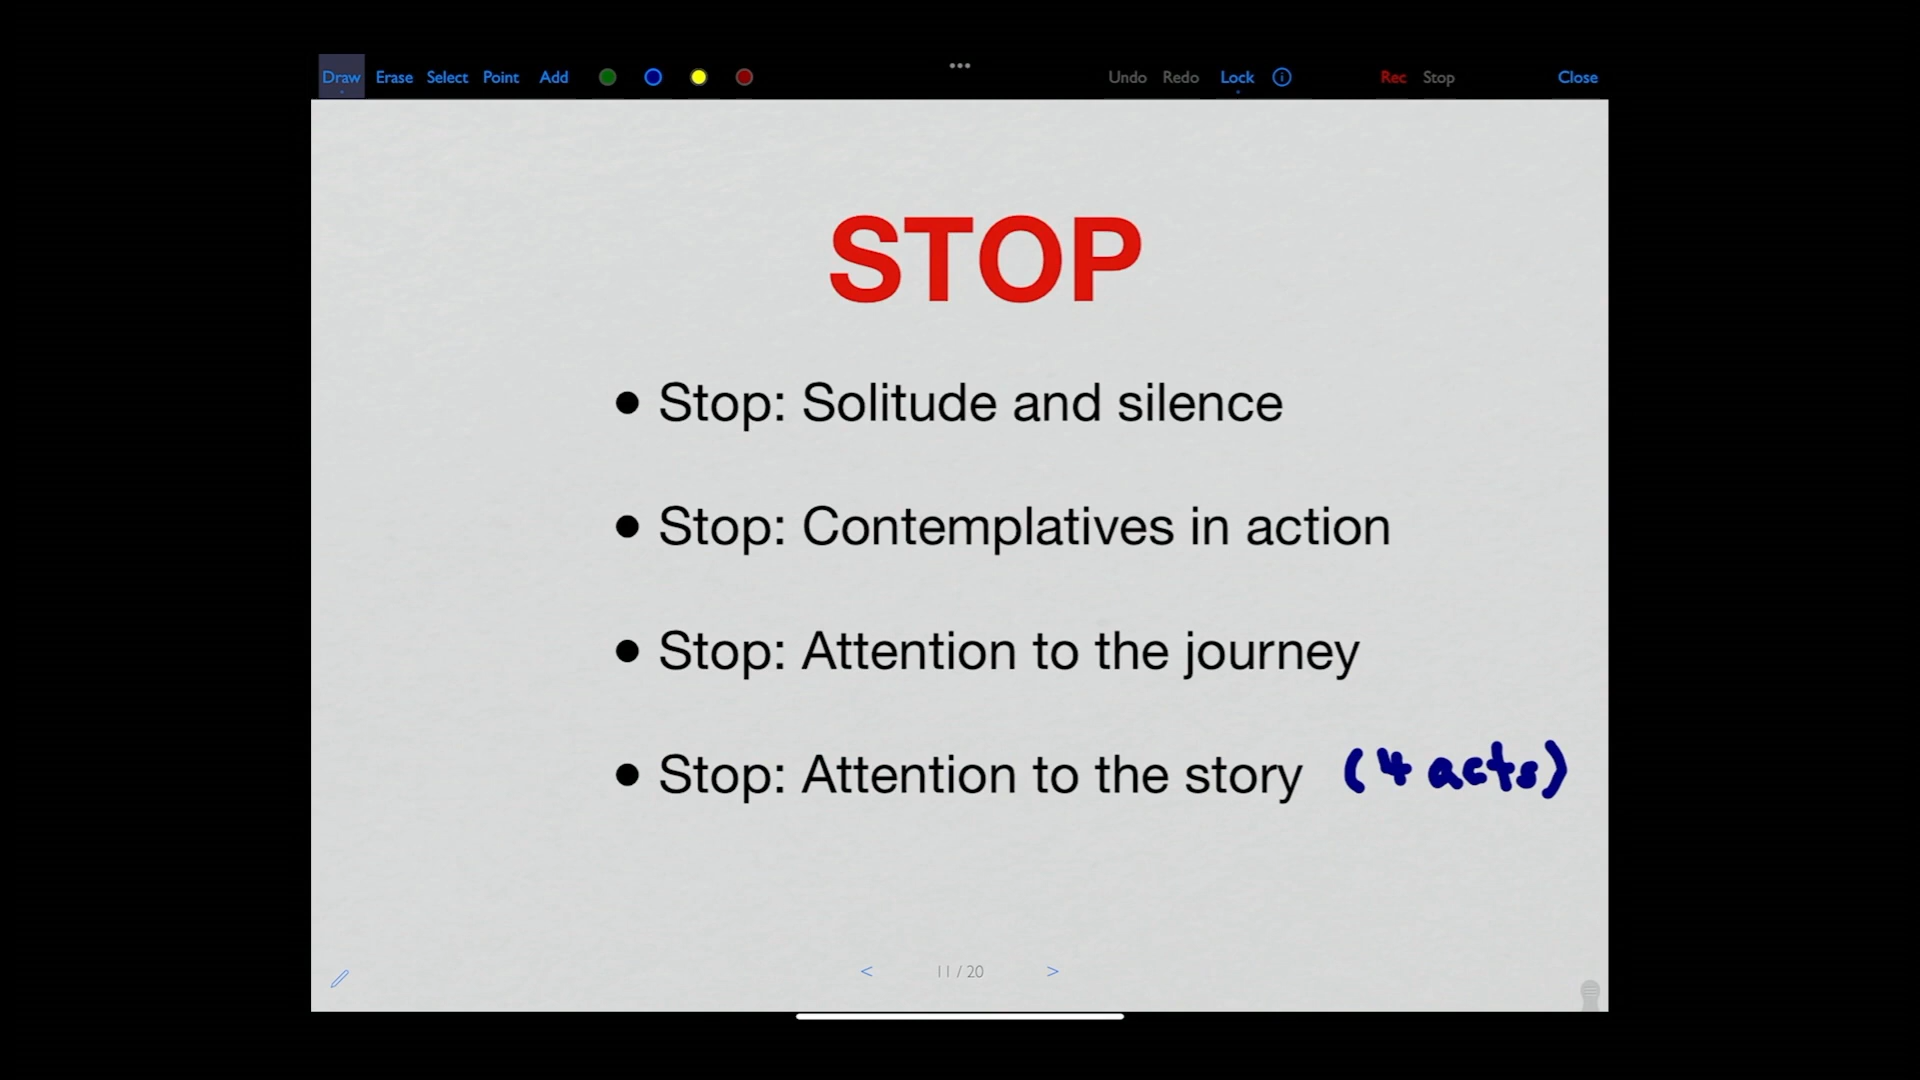 Draw Erase Select Point Add Undo Redo Lock Rec Stop Close
STOP
• Stop: Solitude and silence
• Stop: Contemplatives in action
• Stop: Attention to the journey
• Stop: Attention to the story (4 acts)
< 11 / 20 >